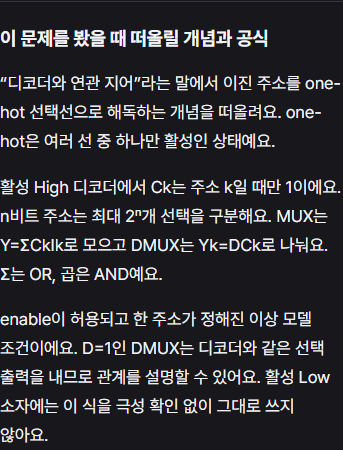 이 문제를 봤을 때 떠올릴 개념과 공식
“디코더와 연관 지어”라는 말에서 이진 주소를 one-
hot 선택선으로 해독하는 개념을 떠올려요. one-
hot은 여러 선 중 하나만 활성인 상태예요.
활성 High 디코더에서 Ck는 주소 k일 때만 1이에요.
n비트 주소는 최대 2ⁿ개 선택을 구분해요. MUX는
Y=ΣCkIk로 모으고 DMUX는 Yk=DCk로 나눠요.
Σ는 OR, 곱은 AND예요.
enable이 허용되고 한 주소가 정해진 이상 모델
조건이에요. D=1인 DMUX는 디코더와 같은 선택
출력을 내므로 관계를 설명할 수 있어요. 활성 Low
소자에는 이 식을 극성 확인 없이 그대로 쓰지
않아요.